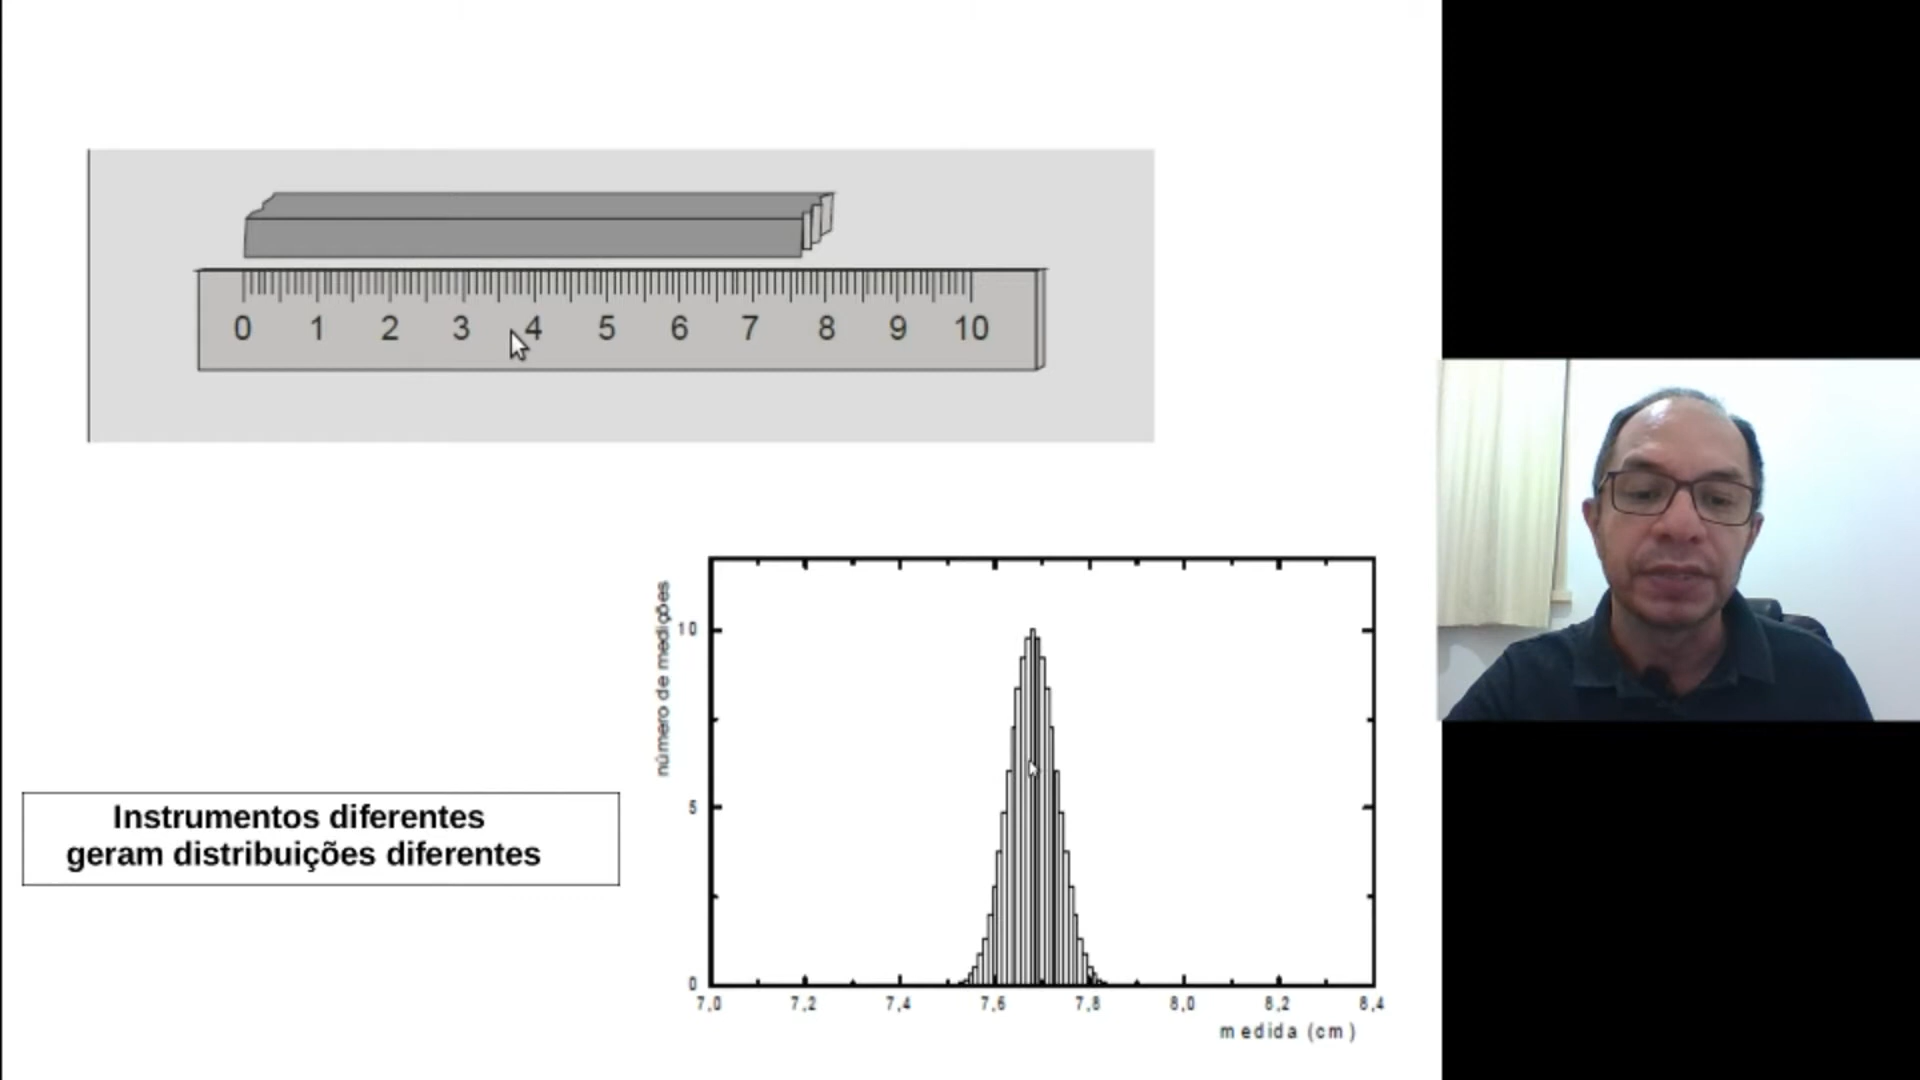 0 1 2 3 4 5 6 7 8 9 10
número de medições
10
5
0
7,0 7,2 7,4 7,6 7,8 8,0 8,2 8,4
medida (cm)
Instrumentos diferentes
geram distribuições diferentes